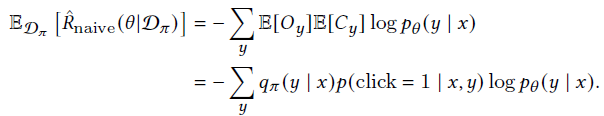 𝔼_{𝒟_π} [R̂_naive(θ|𝒟_π)] = − ∑_y 𝔼[O_y]𝔼[C_y] log p_θ(y | x)
= − ∑_y q_π(y | x)p(click = 1 | x, y) log p_θ(y | x).